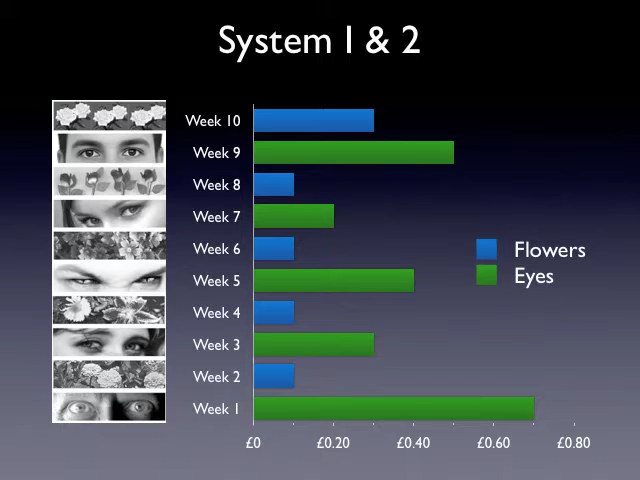 System 1 & 2
Week 10
Week 9
Week 8
Week 7
Week 6
Week 5
Week 4
Week 3
Week 2
Week 1
Flowers
Eyes
£0 £0.20 £0.40 £0.60 £0.80